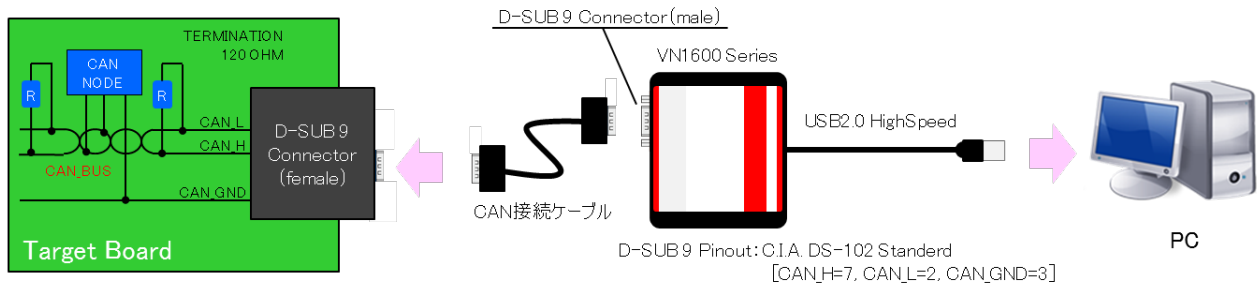 TERMINATION
120 OHM
CAN
NODE
R
R
CAN_L
CAN_H
CAN_BUS
CAN_GND
D-SUB 9
Connector
(female)
Target Board
CAN接続ケーブル
D-SUB 9 Connector(male)
VN1600 Series
USB2.0 HighSpeed
D-SUB 9 Pinout:C.I.A. DS-102 Standerd
[CAN_H=7, CAN_L=2, CAN_GND=3]
PC